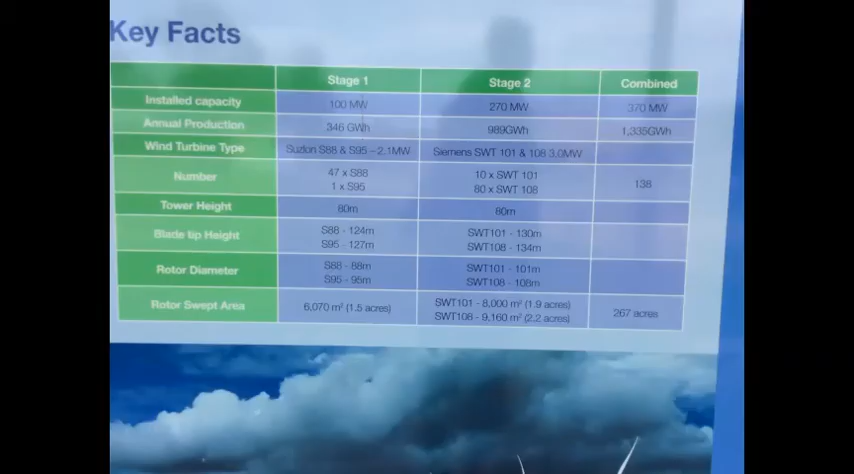 Key Facts
Stage 1 Stage 2 Combined
Installed capacity 100 MW 270 MW 370 MW
Annual Production 346 GWh 989GWh 1,335GWh
Wind Turbine Type Suzlon S88 & S95 – 2.1MW Siemens SWT 101 & 108 3.0MW
Number 47 x S88 10 x SWT 101 138
1 x S95 80 x SWT 108
Tower Height 80m 80m
Blade tip Height S88 - 124m SWT101 - 130m
S95 - 127m SWT108 - 134m
Rotor Diameter S88 - 88m SWT101 - 101m
S95 - 95m SWT108 - 108m
Rotor Swept Area 6,070 m² (1.5 acres) SWT101 - 8,000 m² (1.9 acres) 267 acres
SWT108 - 9,160 m² (2.2 acres)